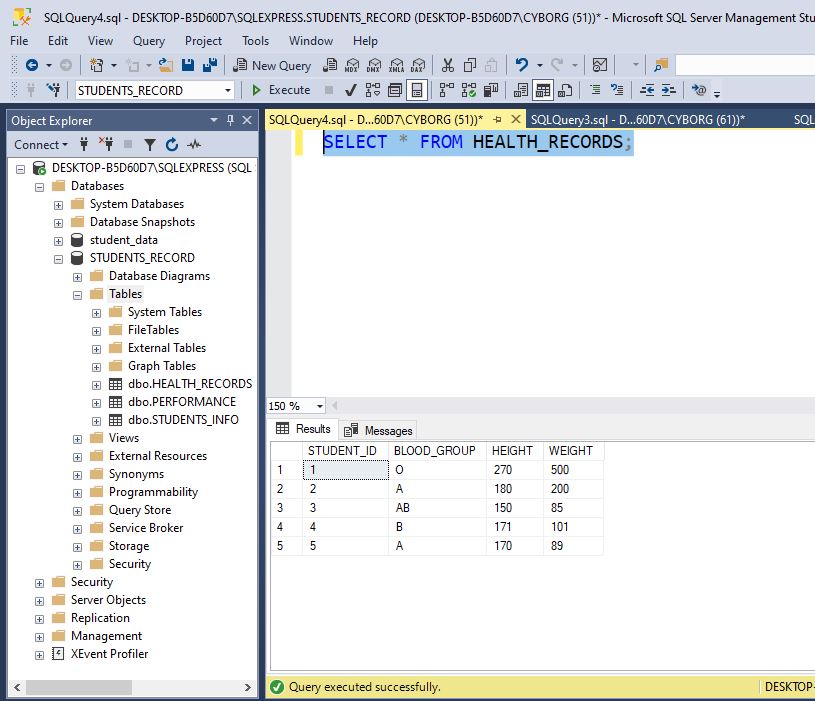 SQLQuery4.sql - DESKTOP-B5D60D7\SQLEXPRESS.STUDENTS_RECORD (DESKTOP-B5D60D7\CYBORG (51))* - Microsoft SQL Server Management Stu
File Edit View Query Project Tools Window Help
New Query MDX DMX XMLA DAX
STUDENTS_RECORD Execute
Object Explorer
Connect
DESKTOP-B5D60D7\SQLEXPRESS (SQL S
Databases
System Databases
Database Snapshots
student_data
STUDENTS_RECORD
Database Diagrams
Tables
System Tables
FileTables
External Tables
Graph Tables
dbo.HEALTH_RECORDS
dbo.PERFORMANCE
dbo.STUDENTS_INFO
Views
External Resources
Synonyms
Programmability
Query Store
Service Broker
Storage
Security
Security
Server Objects
Replication
Management
XEvent Profiler
SQLQuery4.sql - D...60D7\CYBORG (51))* SQLQuery3.sql - D...60D7\CYBORG (61))* SQL
SELECT * FROM HEALTH_RECORDS;
150 %
Results Messages
STUDENT_ID BLOOD_GROUP HEIGHT WEIGHT
1 1 O 270 500
2 2 A 180 200
3 3 AB 150 85
4 4 B 171 101
5 5 A 170 89
Query executed successfully. DESKTOP-